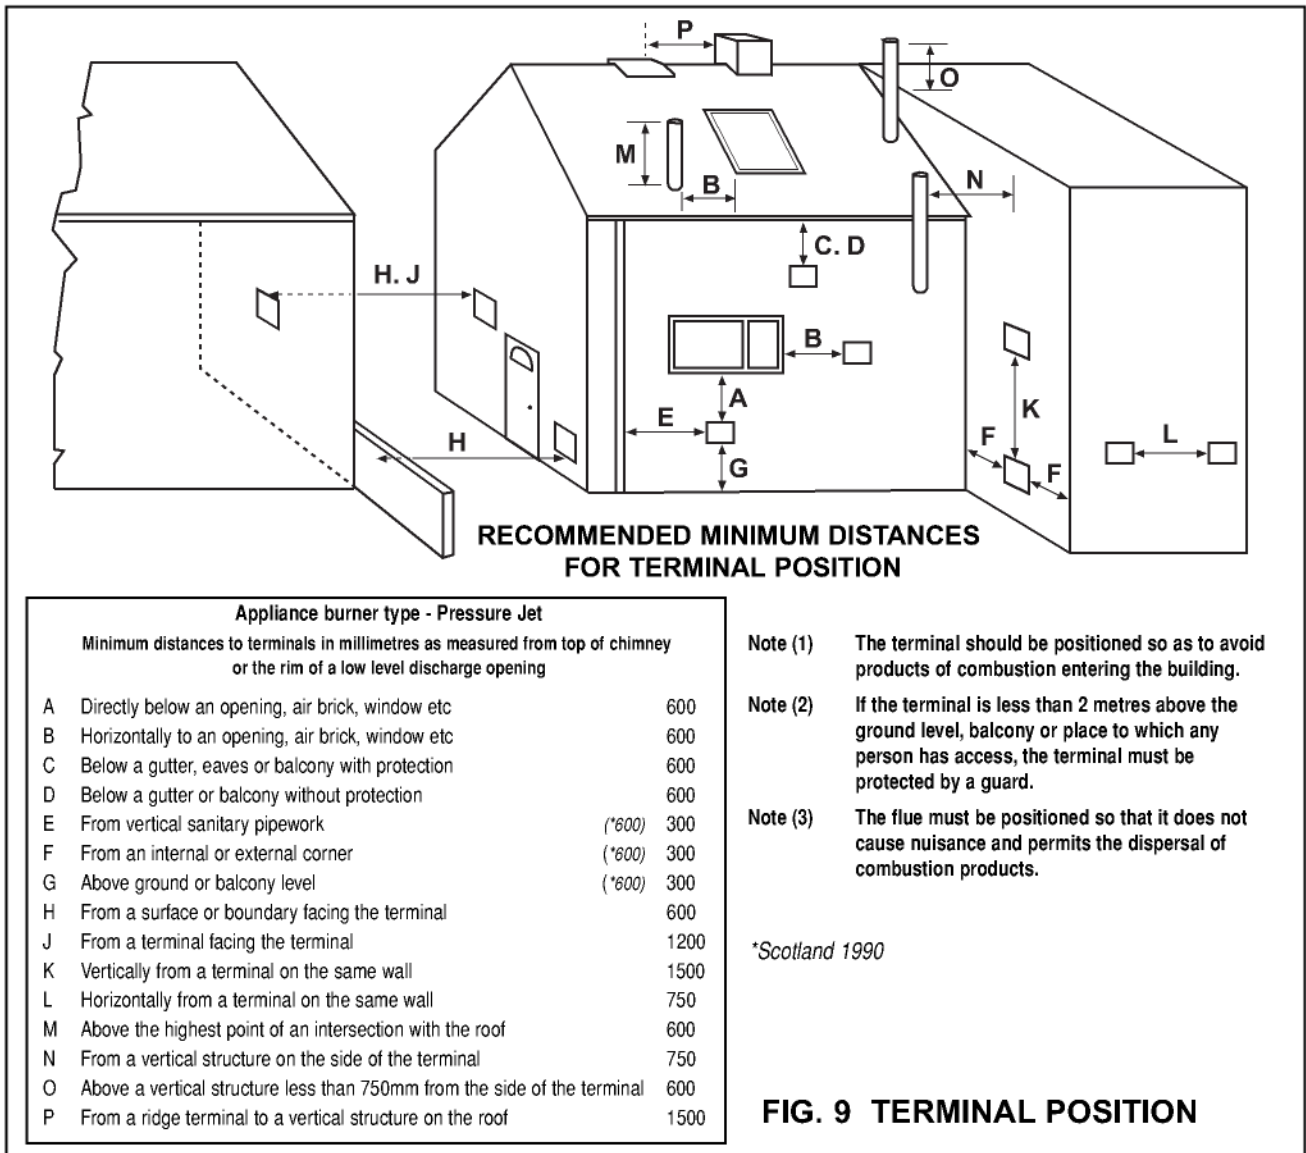 P
O
M
B
N
C. D
H. J
B
A
E
K
F
L
H
G
F
RECOMMENDED MINIMUM DISTANCES
FOR TERMINAL POSITION
Appliance burner type - Pressure Jet
Minimum distances to terminals in millimetres as measured from top of chimney
or the rim of a low level discharge opening
A Directly below an opening, air brick, window etc 600
B Horizontally to an opening, air brick, window etc 600
C Below a gutter, eaves or balcony with protection 600
D Below a gutter or balcony without protection 600
E From vertical sanitary pipework (*600) 300
F From an internal or external corner (*600) 300
G Above ground or balcony level (*600) 300
H From a surface or boundary facing the terminal 600
J From a terminal facing the terminal 1200
K Vertically from a terminal on the same wall 1500
L Horizontally from a terminal on the same wall 750
M Above the highest point of an intersection with the roof 600
N From a vertical structure on the side of the terminal 750
O Above a vertical structure less than 750mm from the side of the terminal 600
P From a ridge terminal to a vertical structure on the roof 1500
Note (1) The terminal should be positioned so as to avoid
products of combustion entering the building.
Note (2) If the terminal is less than 2 metres above the
ground level, balcony or place to which any
person has access, the terminal must be
protected by a guard.
Note (3) The flue must be positioned so that it does not
cause nuisance and permits the dispersal of
combustion products.
*Scotland 1990
FIG. 9 TERMINAL POSITION